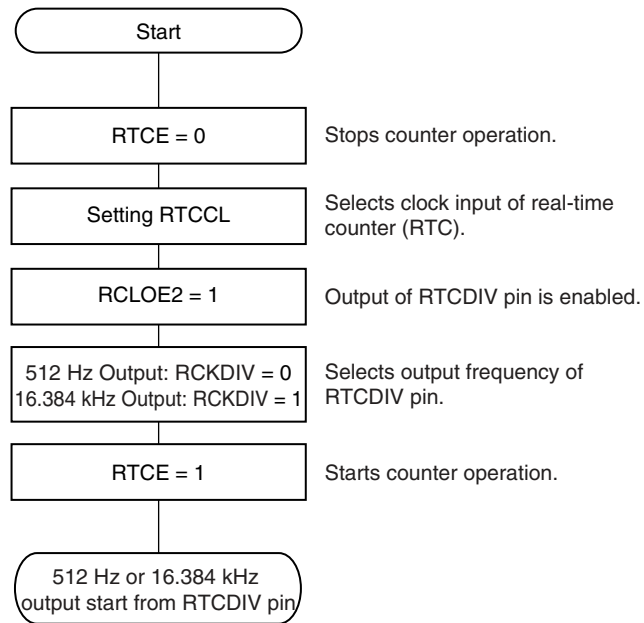 Start
RTCE = 0
Stops counter operation.
Setting RTCCL
Selects clock input of real-time
counter (RTC).
RCLOE2 = 1
Output of RTCDIV pin is enabled.
512 Hz Output: RCKDIV = 0
16.384 kHz Output: RCKDIV = 1
Selects output frequency of
RTCDIV pin.
RTCE = 1
Starts counter operation.
512 Hz or 16.384 kHz
output start from RTCDIV pin